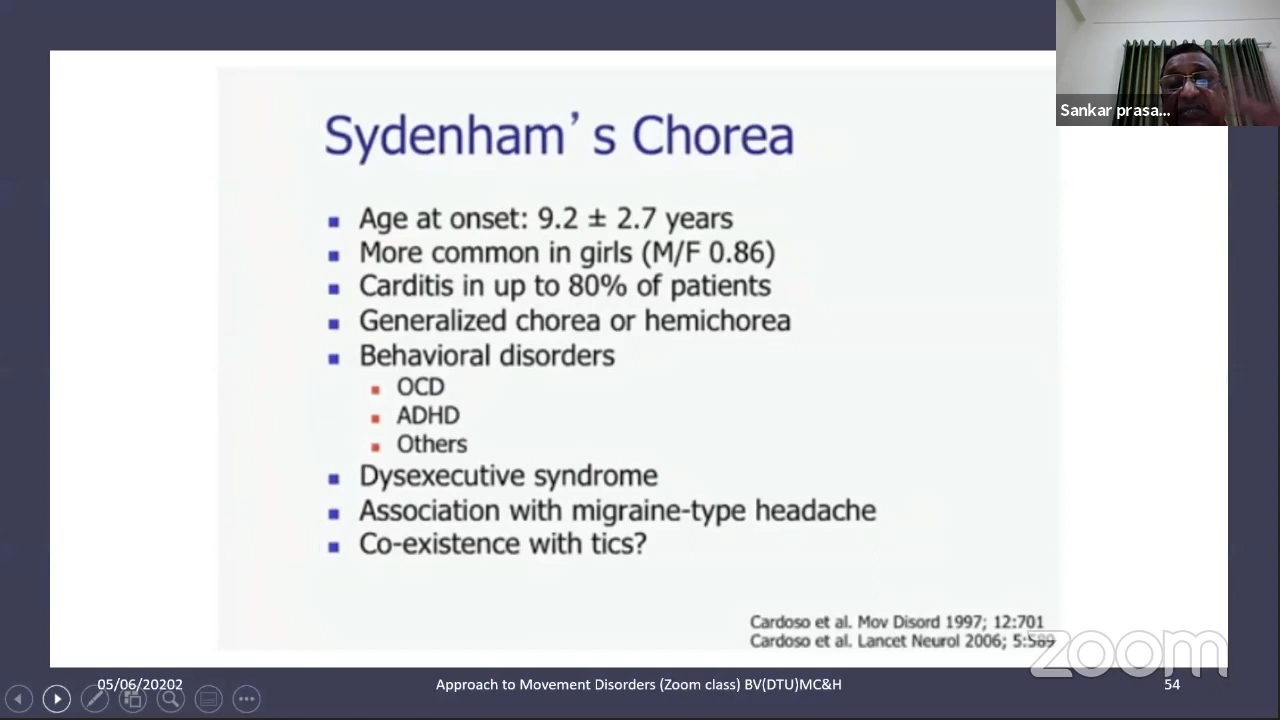 Sydenham’s Chorea
Age at onset: 9.2 ± 2.7 years
More common in girls (M/F 0.86)
Carditis in up to 80% of patients
Generalized chorea or hemichorea
Behavioral disorders
OCD
ADHD
Others
Dysexecutive syndrome
Association with migraine-type headache
Co-existence with tics?
Cardoso et al. Mov Disord 1997; 12:701
Cardoso et al. Lancet Neurol 2006; 5:589
zoom
Sankar prasa...
05/06/20202
Approach to Movement Disorders (Zoom class) BV(DTU)MC&H
54